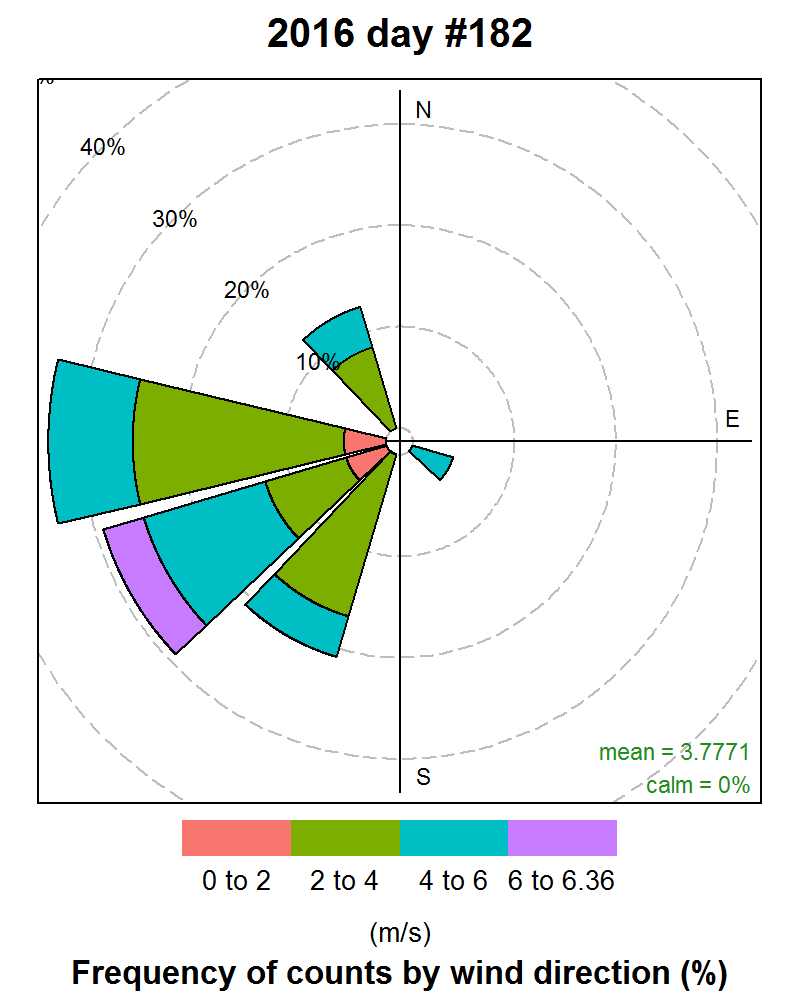 2016 day #182
%
N
40%
30%
20%
10%
E
S
mean = 3.7771
calm = 0%
0 to 2 2 to 4 4 to 6 6 to 6.36
(m/s)
Frequency of counts by wind direction (%)